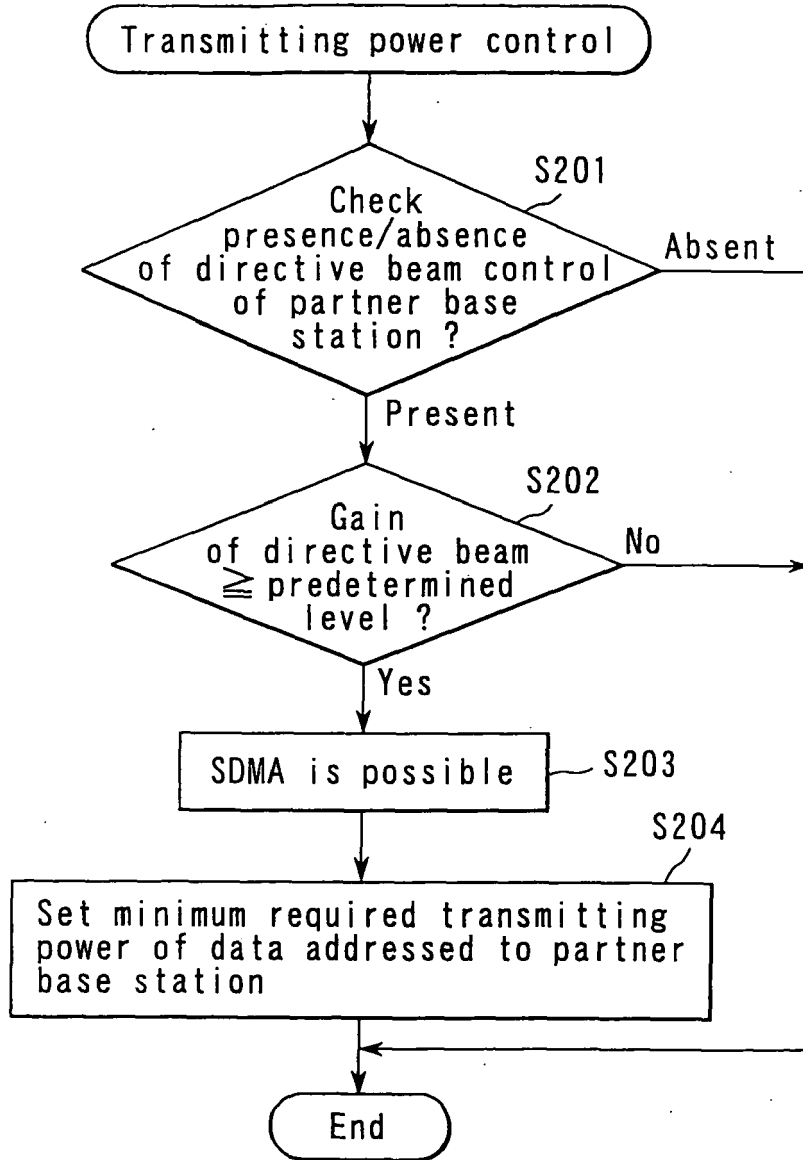 Transmitting power control
S201
Check
presence/absence
of directive beam control
of partner base
station ?
Absent
Present
S202
Gain
of directive beam
≧ predetermined
level ?
No
Yes
SDMA is possible
S203
S204
Set minimum required transmitting
power of data addressed to partner
base station
End